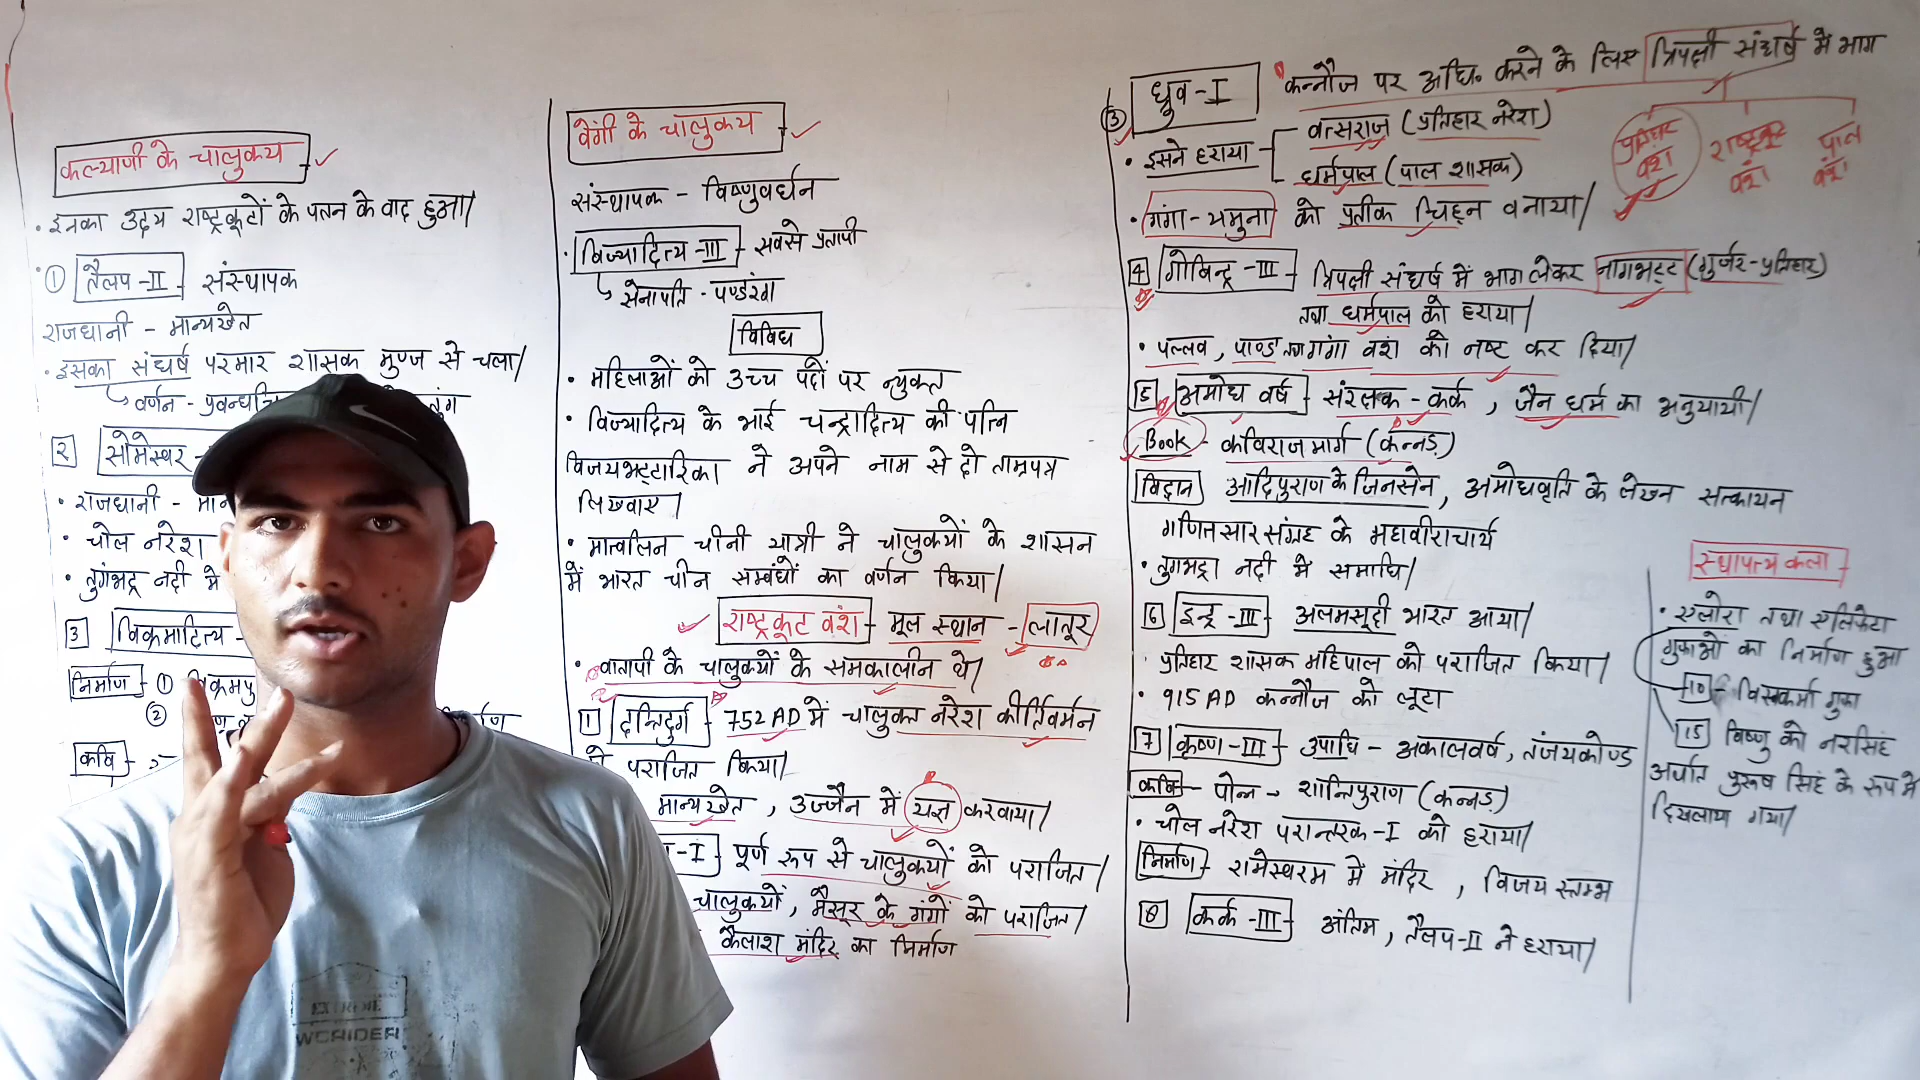 कल्याणी के चालुक्य
• इनका उदय राष्ट्रकूटों के पतन के बाद हुआ।
① तैलप-II संस्थापक
राजधानी - मान्यखेत
• इसका संघर्ष परमार शासक मुण्ज से चला।
वर्णन -
2 सोमेस्वर -
• राजधानी - मान
• चोल नरेश
• तुगंभद्र नदी मे
3 विक्रमादित्य -
निर्माण ①
②
कवि
वेंगी के चालुक्य
संस्थापक - विष्णुवर्धन
विज्यादित्य-III - सबसे प्रतापी
सेनापति - पण्डरंग
विविध
• महिलाओं को उच्च पदों पर न्युक्त
• विज्यादित्य के भाई चन्द्रादित्य की पत्नि
विजयभट्टारिका ने अपने नाम से दो ताम्रपत्र
लिखवाए।
• मात्वलिन चीनी यात्री ने चालुक्यों के शासन
में भारत चीन सम्बंधों का वर्णन किया।
राष्ट्रकूट वंश - मूल स्थान - लातूर
• वातापी के चालुक्यों के समकालीन थे।
1 दन्तिदुर्ग - 752 AD में चालुक्त नरेश कीर्तिवर्मन
को पराजित किया।
मान्यखेत, उज्जैन में यज्ञ करवाया।
-I पूर्ण रूप से चालुक्यों को पराजित।
चालुक्यों, मैसूर के गंगों को पराजित।
कैलाश मंदिर का निर्माण
③ ध्रुव-I कन्नौज पर अधि॰ करने के लिए त्रिपक्षी संघर्ष में भाग
प्रतिहार वंश। राष्ट्रकूट वंश। पाल वंश।
• इसने हराया - वत्सराज (प्रतिहार नरेश)
धर्मपाल (पाल शासक)
• गंगा-यमुना को प्रतीक चिह्न बनाया।
4 गोविन्द्र-III - त्रिपक्षी संघर्ष में भाग लेकर नागभट्ट (गुर्जर-प्रतिहार)
तथा धर्मपाल को हराया।
• पल्लव, पाण्ड तथा गंगा वंश को नष्ट कर दिया।
5 अमोघ वर्ष - संरक्षक - कर्क, जैन धर्म का अनुयायी।
Book - कविराजमार्ग (कन्नड़)
विद्वान आदिपुराण के जिनसेन, अमोघवृति के लेखन सत्कायन
गणितसार संग्रह के महावीराचार्य
• तुगभद्रा नदी में समाधि।
6 इन्द्र-III - अलमसूदी भारत आया।
• प्रतिहार शासक महिपाल को पराजित किया।
• 915 AD कन्नौज को लूटा
7 कृष्ण-III - उपाधि - अकालवर्ष, तंजयकोण्ड
कवि - पोन्न - शान्तिपुराण (कन्नड़)
• चोल नरेश परान्तक-I को हराया।
निर्माण - रामेस्वरम में मंदिर, विजय स्तम्भ
8 कर्क-III - अंतिम, तैलप-II ने हराया।
स्थापत्य कला
• एलोरा तथा एलिफेंटा
गुफाओं का निर्माण हुआ
10 - विस्वकर्मा गुफा
15 विष्णु को नरसिंह
अर्थात पुरूष सिंह के रूप मे
दिखलाया गया।
EXTREME
WORIDER